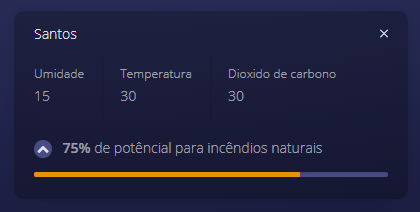 Santos
Umidade Temperatura Dioxido de carbono
15 30 30
75% de potêncial para incêndios naturais